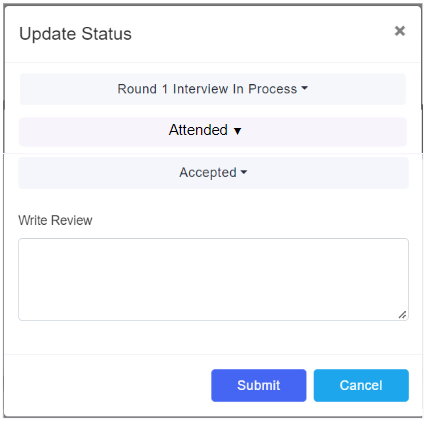 Update Status ×
Round 1 Interview In Process
Attended
Accepted
Write Review
Submit Cancel